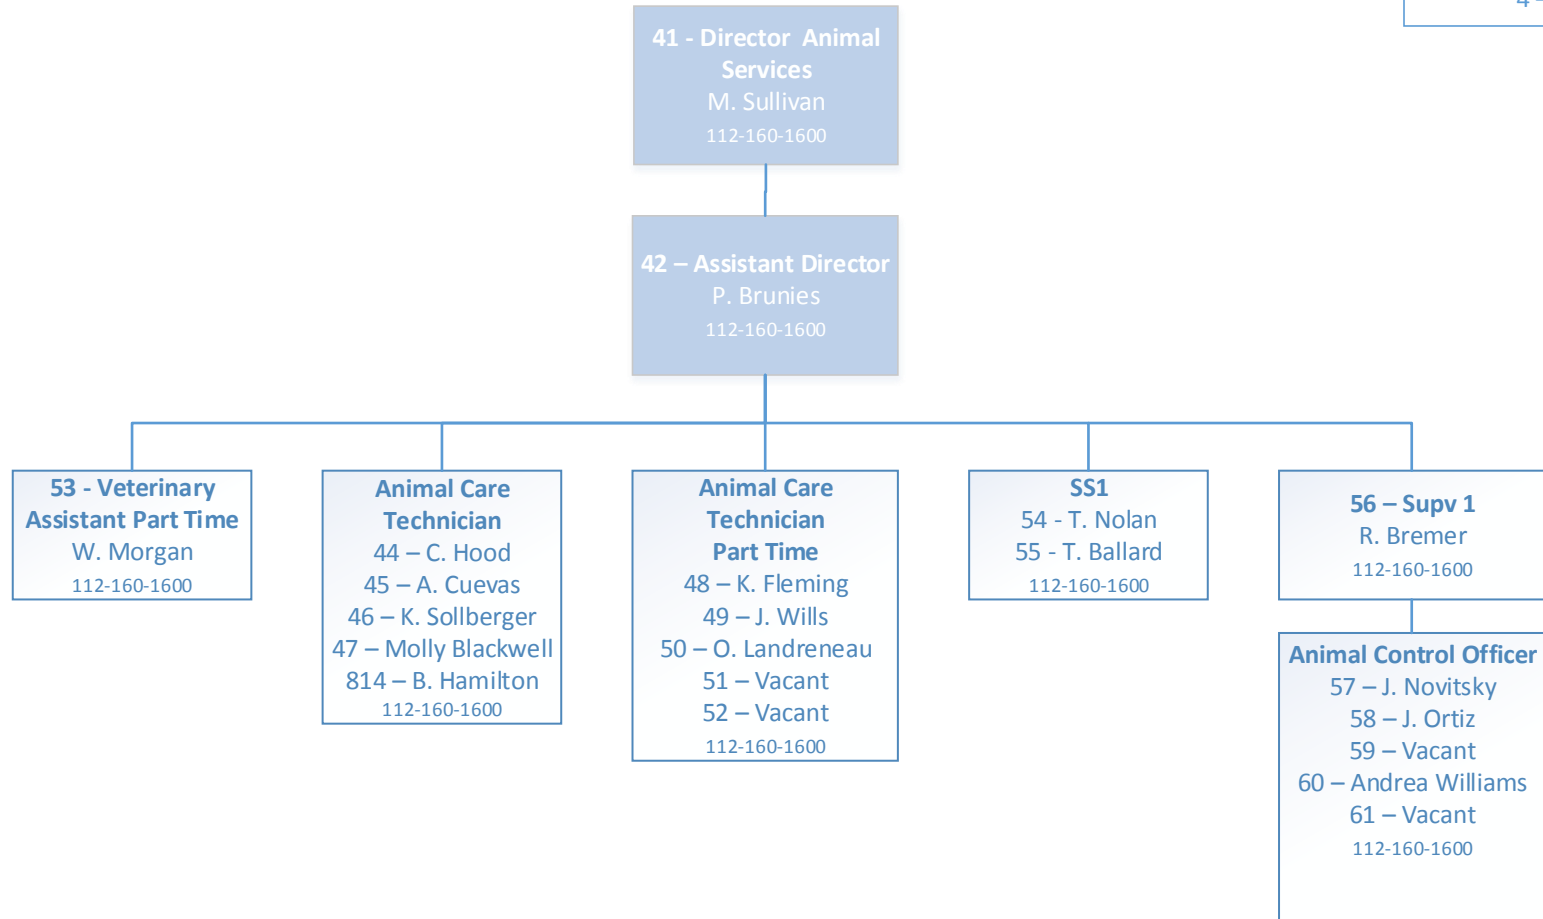 4 -
41 - Director  Animal
Services
M. Sullivan
112-160-1600
42 – Assistant Director
P. Brunies
112-160-1600
53 - Veterinary
Assistant Part Time
W. Morgan
112-160-1600
Animal Care
Technician
44 – C. Hood
45 – A. Cuevas
46 – K. Sollberger
47 – Molly Blackwell
814 – B. Hamilton
112-160-1600
Animal Care
Technician
Part Time
48 – K. Fleming
49 – J. Wills
50 – O. Landreneau
51 – Vacant
52 – Vacant
112-160-1600
SS1
54 - T. Nolan
55 - T. Ballard
112-160-1600
56 – Supv 1
R. Bremer
112-160-1600
Animal Control Officer
57 – J. Novitsky
58 – J. Ortiz
59 – Vacant
60 – Andrea Williams
61 – Vacant
112-160-1600